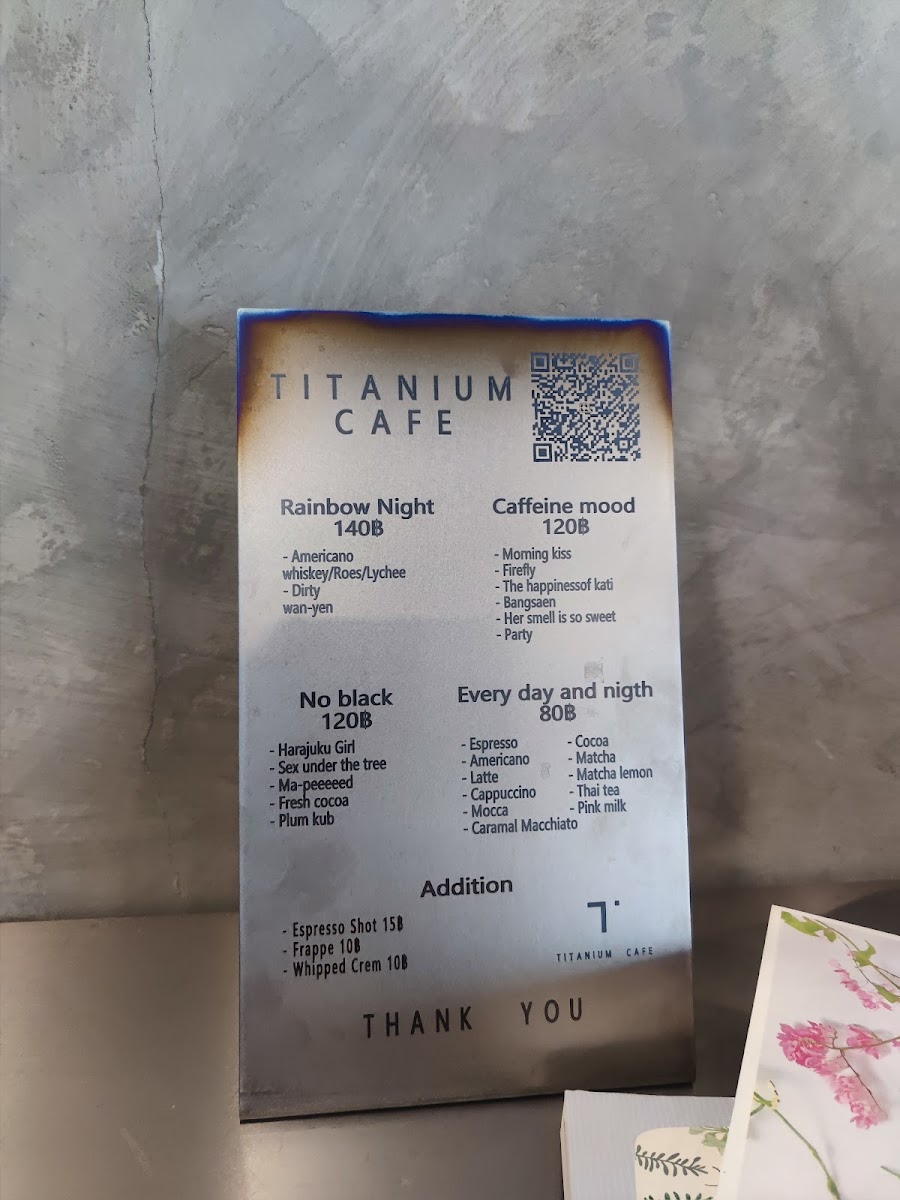 TITANIUM
CAFE
Rainbow Night
140฿
- Americano
whiskey/Roes/Lychee
- Dirty
wan-yen
Caffeine mood
120฿
- Morning kiss
- Firefly
- The happinessof kati
- Bangsaen
- Her smell is so sweet
- Party
No black
120฿
- Harajuku Girl
- Sex under the tree
- Ma-peeeeed
- Fresh cocoa
- Plum kub
Every day and nigth
80฿
- Espresso
- Americano
- Latte
- Cappuccino
- Mocca
- Caramal Macchiato
- Cocoa
- Matcha
- Matcha lemon
- Thai tea
- Pink milk
Addition
- Espresso Shot 15฿
- Frappe 10฿
- Whipped Crem 10฿
TITANIUM CAFE
THANK YOU